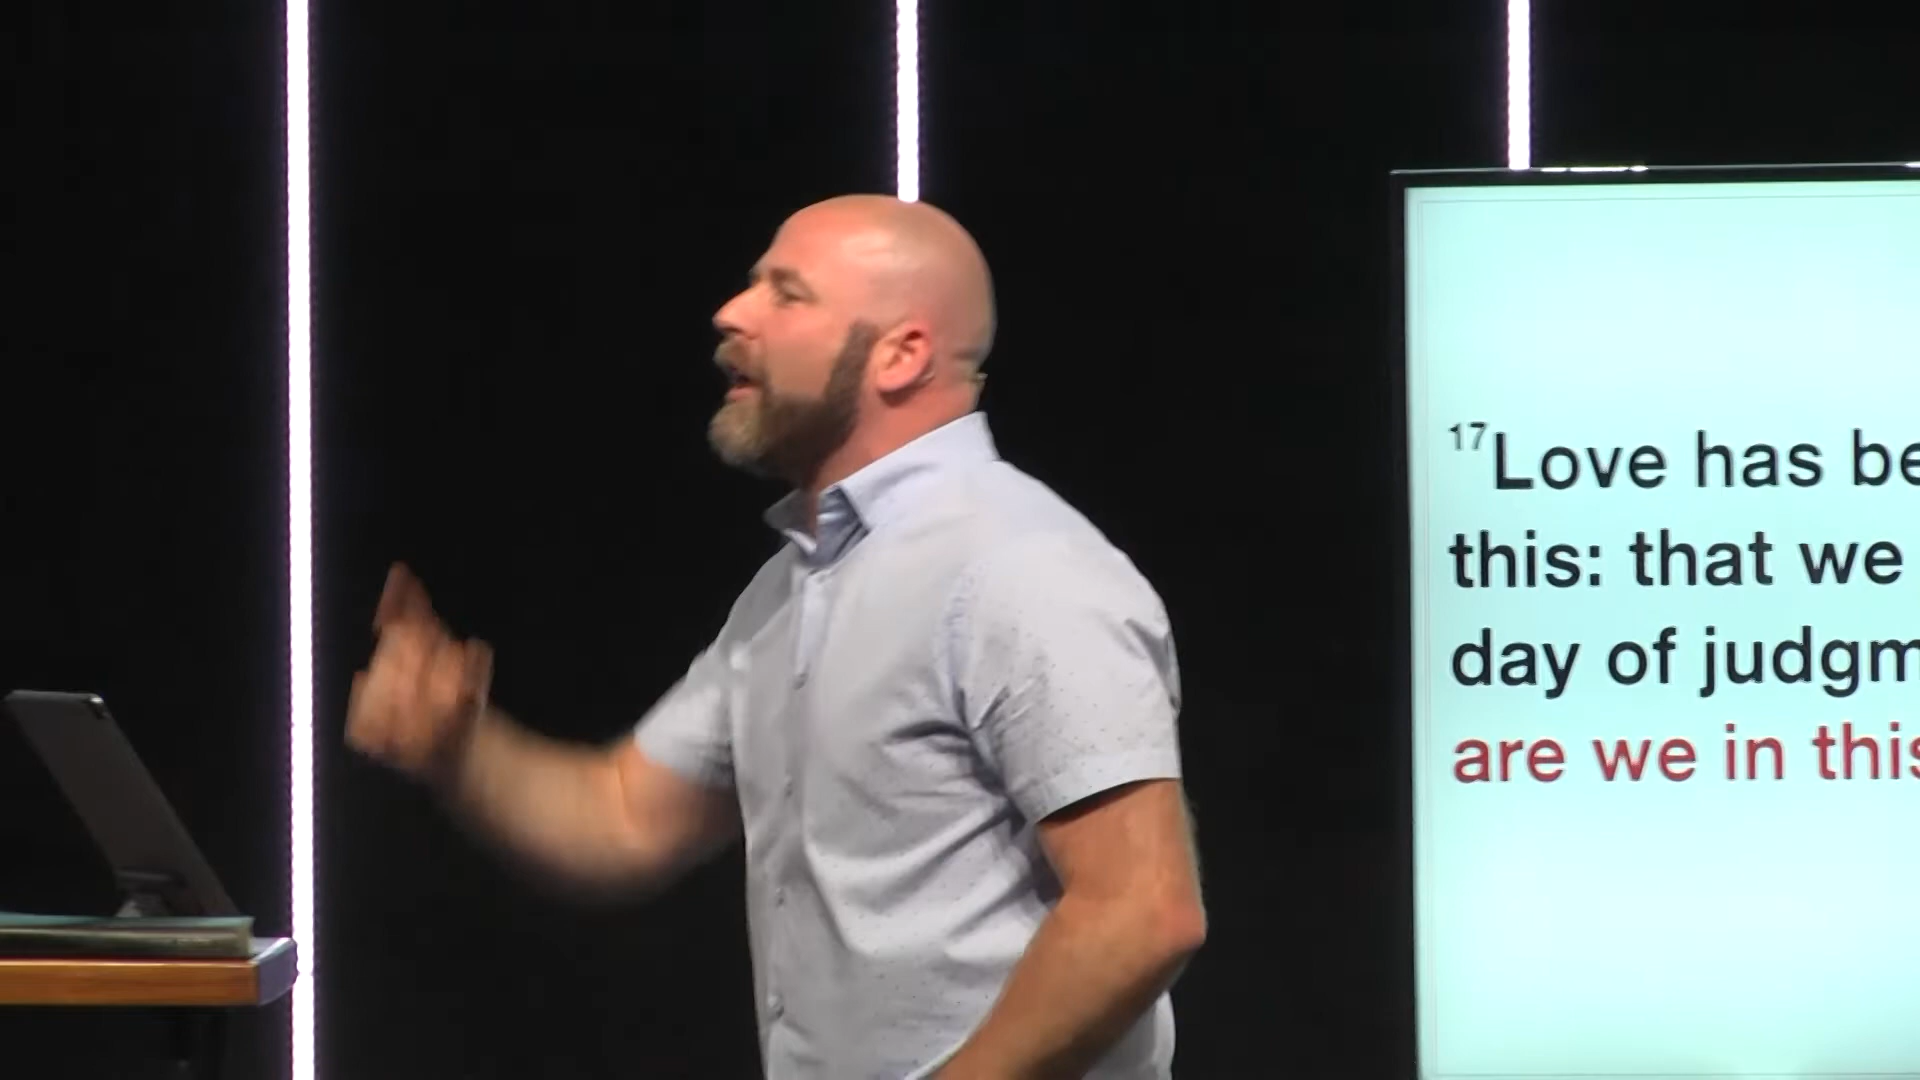 17Love has be
this: that we
day of judgm
are we in this